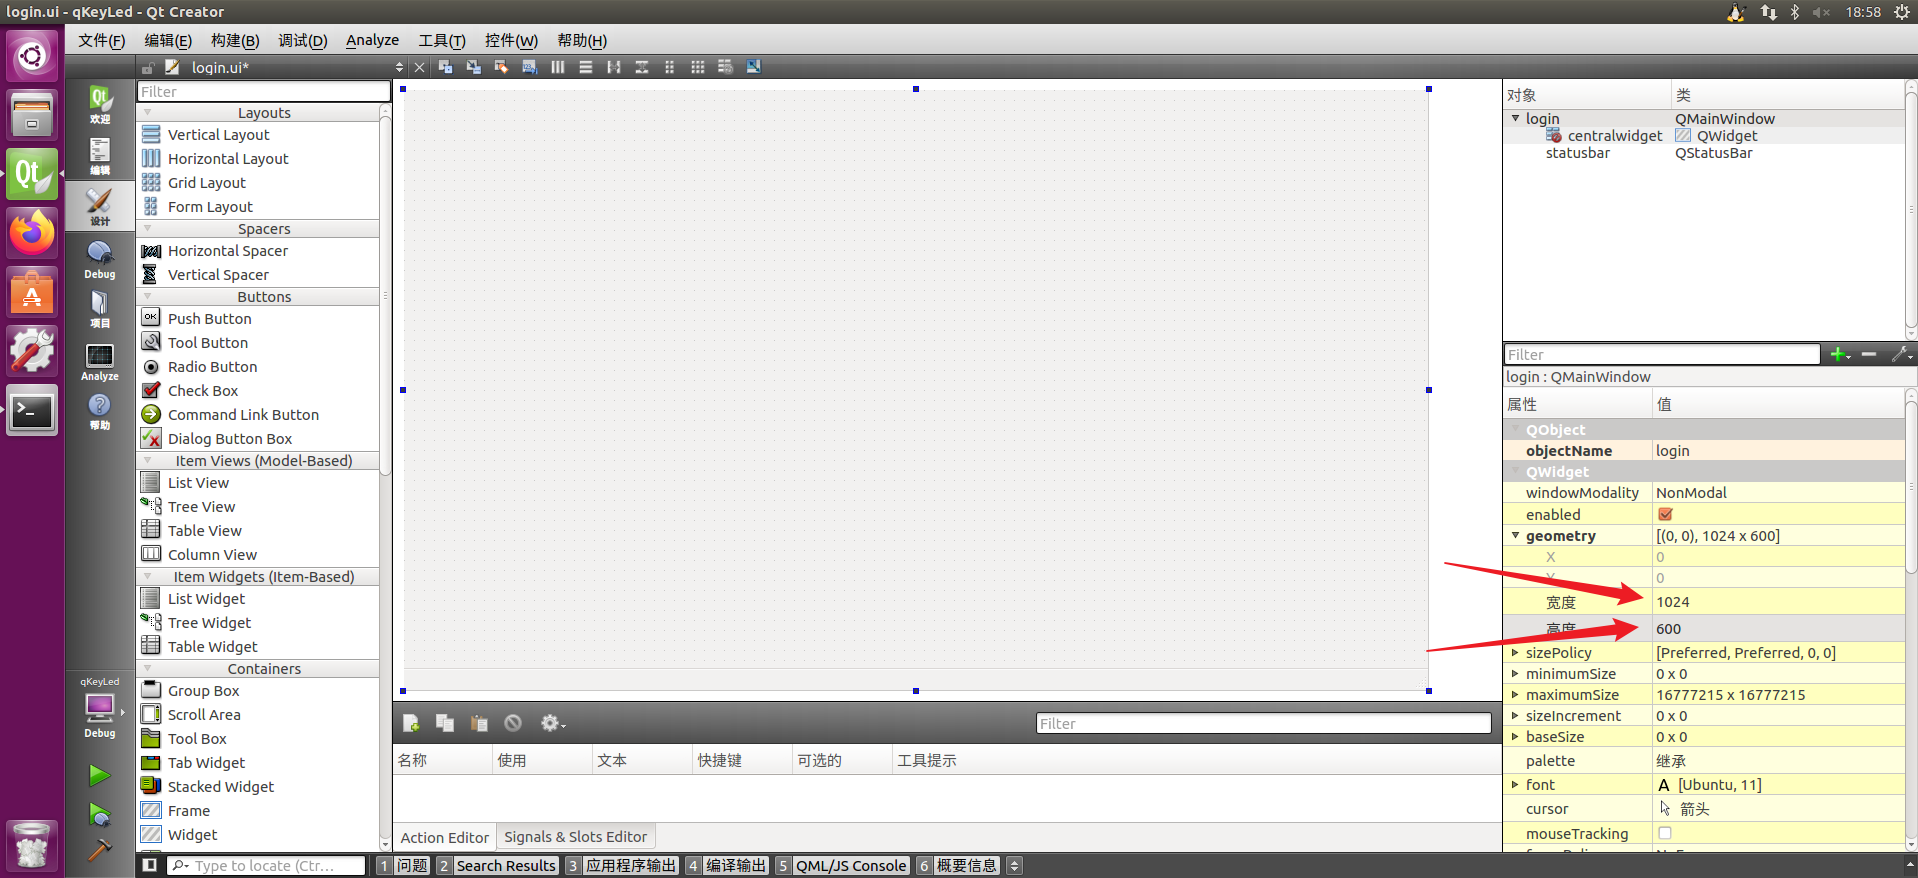 login.ui - qKeyLed - Qt Creator
18:58
文件(F) 编辑(E) 构建(B) 调试(D) Analyze 工具(T) 控件(W) 帮助(H)
login.ui*
欢迎
编辑
设计
Debug
项目
Analyze
帮助
qKeyLed
Debug
Filter
Layouts
Vertical Layout
Horizontal Layout
Grid Layout
Form Layout
Spacers
Horizontal Spacer
Vertical Spacer
Buttons
OK Push Button
Tool Button
Radio Button
Check Box
Command Link Button
Dialog Button Box
Item Views (Model-Based)
List View
Tree View
Table View
Column View
Item Widgets (Item-Based)
List Widget
Tree Widget
Table Widget
Containers
Group Box
Scroll Area
Tool Box
Tab Widget
Stacked Widget
Frame
Widget
Filter
名称 使用 文本 快捷键 可选的 工具提示
Action Editor Signals & Slots Editor
对象 类
login QMainWindow
centralwidget QWidget
statusbar QStatusBar
Filter
login : QMainWindow
属性 值
QObject
objectName login
QWidget
windowModality NonModal
enabled
geometry [(0, 0), 1024 x 600]
X 0
Y 0
宽度 1024
高度 600
sizePolicy [Preferred, Preferred, 0, 0]
minimumSize 0 x 0
maximumSize 16777215 x 16777215
sizeIncrement 0 x 0
baseSize 0 x 0
palette 继承
font A [Ubuntu, 11]
cursor 箭头
mouseTracking
Type to locate (Ctr... 1 问题 2 Search Results 3 应用程序输出 4 编译输出 5 QML/JS Console 6 概要信息